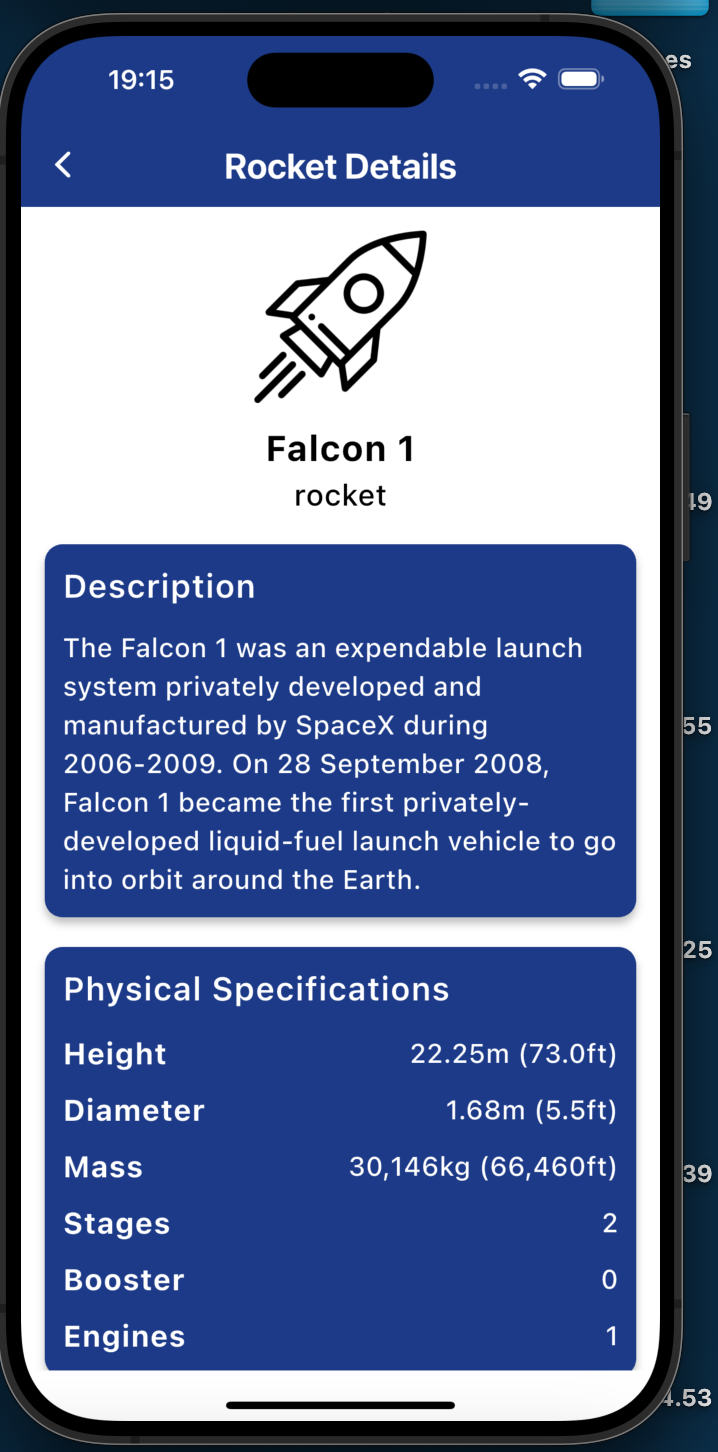 19:15
Rocket Details
Falcon 1
rocket
Description
The Falcon 1 was an expendable launch
system privately developed and
manufactured by SpaceX during
2006-2009. On 28 September 2008,
Falcon 1 became the first privately-
developed liquid-fuel launch vehicle to go
into orbit around the Earth.
Physical Specifications
Height 22.25m (73.0ft)
Diameter 1.68m (5.5ft)
Mass 30,146kg (66,460ft)
Stages 2
Booster 0
Engines 1
es
49
55
25
39
4.53